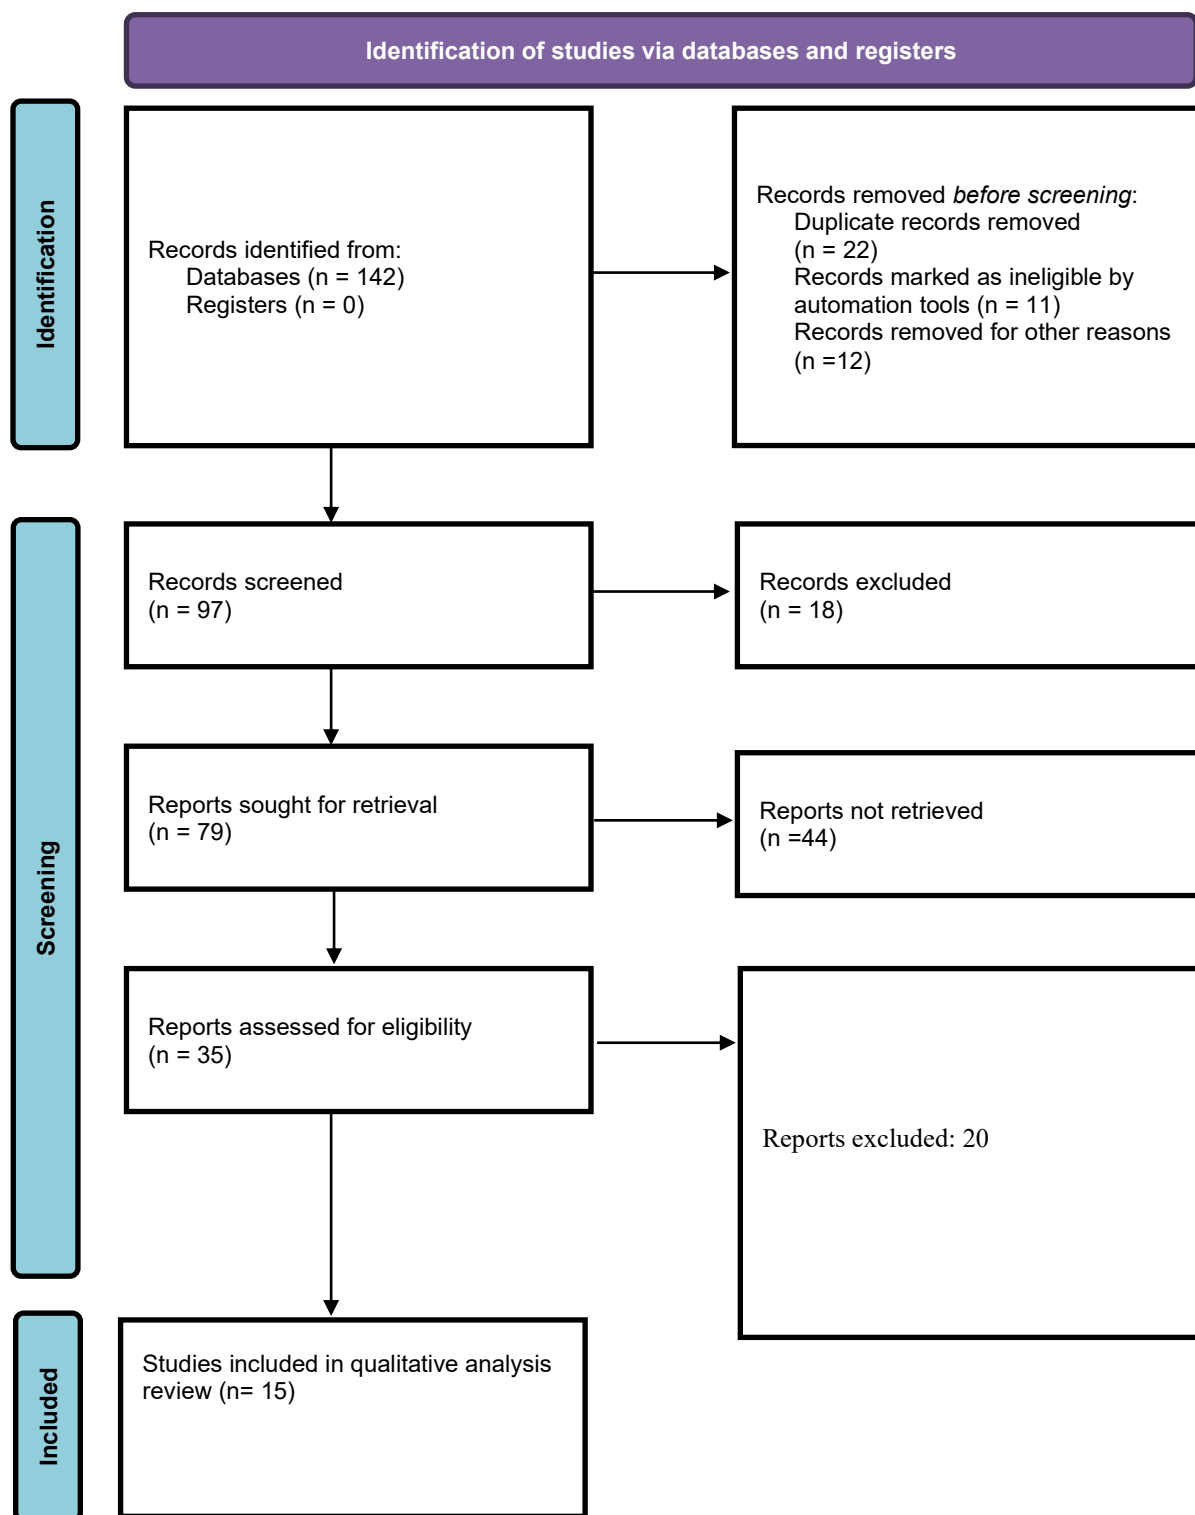 Identification of studies via databases and registers
Identification
Records identified from:
Databases (n = 142)
Registers (n = 0)
Records removed before screening:
Duplicate records removed
(n = 22)
Records marked as ineligible by
automation tools (n = 11)
Records removed for other reasons
(n =12)
Screening
Records screened
(n = 97)
Records excluded
(n = 18)
Reports sought for retrieval
(n = 79)
Reports not retrieved
(n =44)
Reports assessed for eligibility
(n = 35)
Reports excluded: 20
Included
Studies included in qualitative analysis
review (n= 15)